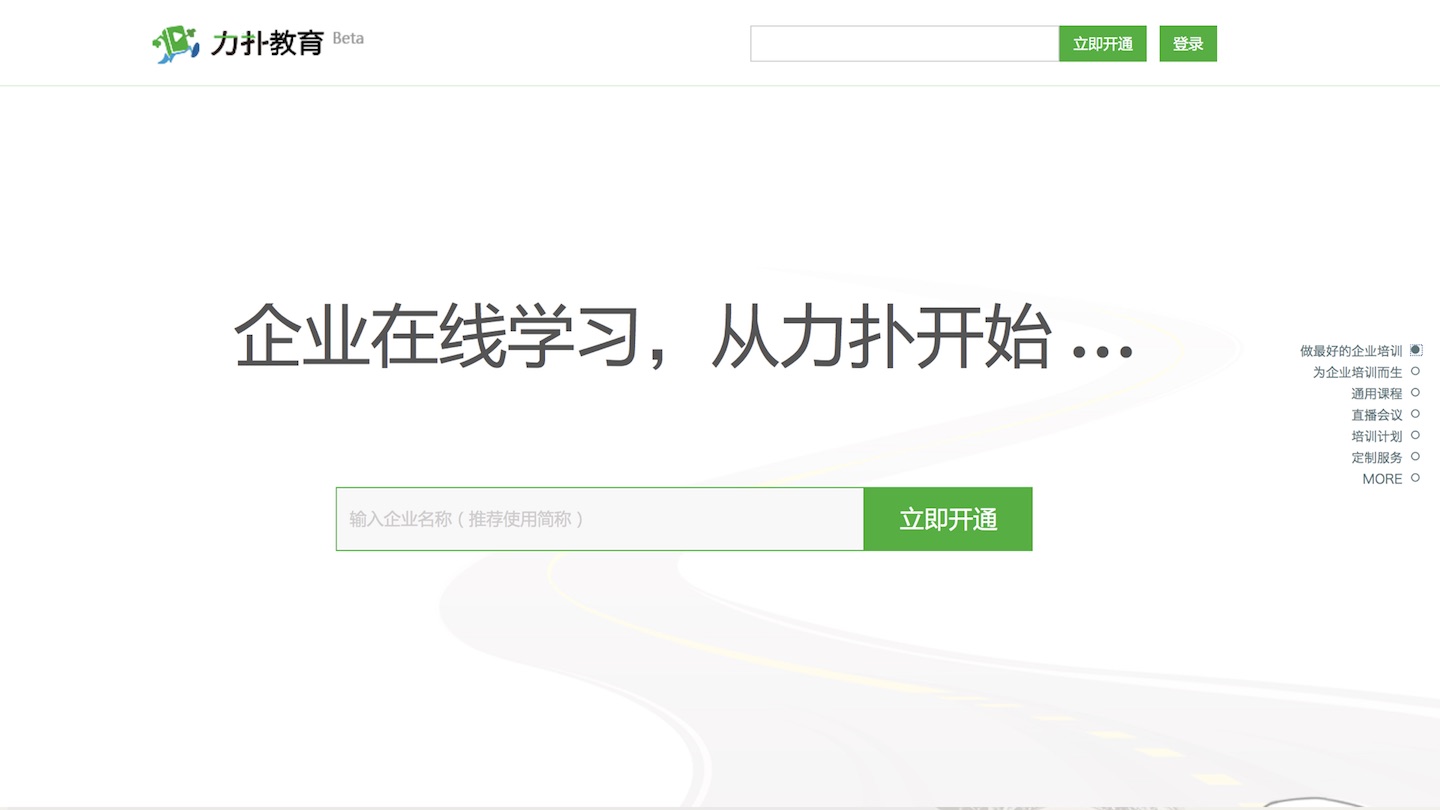 力扑教育 Beta
立即开通
登录
企业在线学习，从力扑开始 ...
输入企业名称（推荐使用简称）
立即开通
做最好的企业培训
为企业培训而生
通用课程
直播会议
培训计划
定制服务
MORE